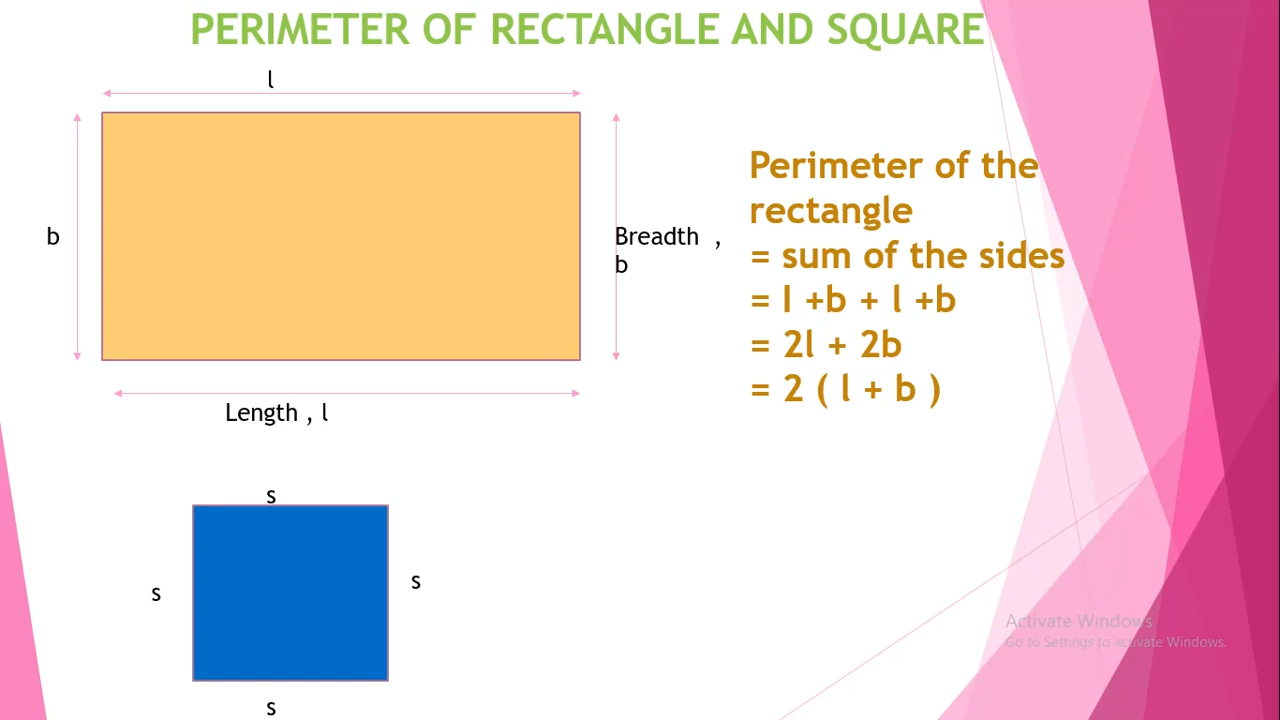 PERIMETER OF RECTANGLE AND SQUARE
l
b
Breadth ,
b
Length , l
Perimeter of the
rectangle
= sum of the sides
= l +b + l +b
= 2l + 2b
= 2 ( l + b )
s
s
s
s
Activate Windows
Go to Settings to activate Windows.